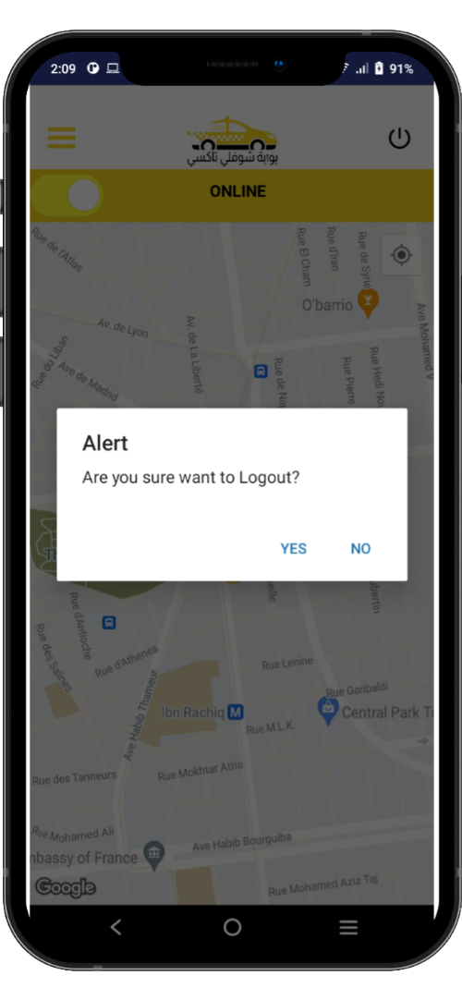 2:09
91%
بوابة شوفلي تاكسي
ONLINE
Rue de l'Atlas
Rue El Cham
Rue d'Iran
Rue de Syrie
O'barrio
Ave Mohamed V
Av. de Lyon
Av. de La Liberté
Rue du Liban
Ave de Madrid
Rue Pierre
Rue Hedi Nou
Alert
Are you sure want to Logout?
YES
NO
Rue d'Antioche
Rue des Salines
Rue d'Athenes
Ave Habib Thameur
Rue Lenine
Rue Garibaldi
Ibn Rachiq M
Central Park T
Rue M.L.K.
Rue Mokhtar Attia
Rue des Tanneurs
Rue Mohamed Ali
Ave Habib Bourguiba
mbassy of France
Google
Rue Mohamed Aziz Taj